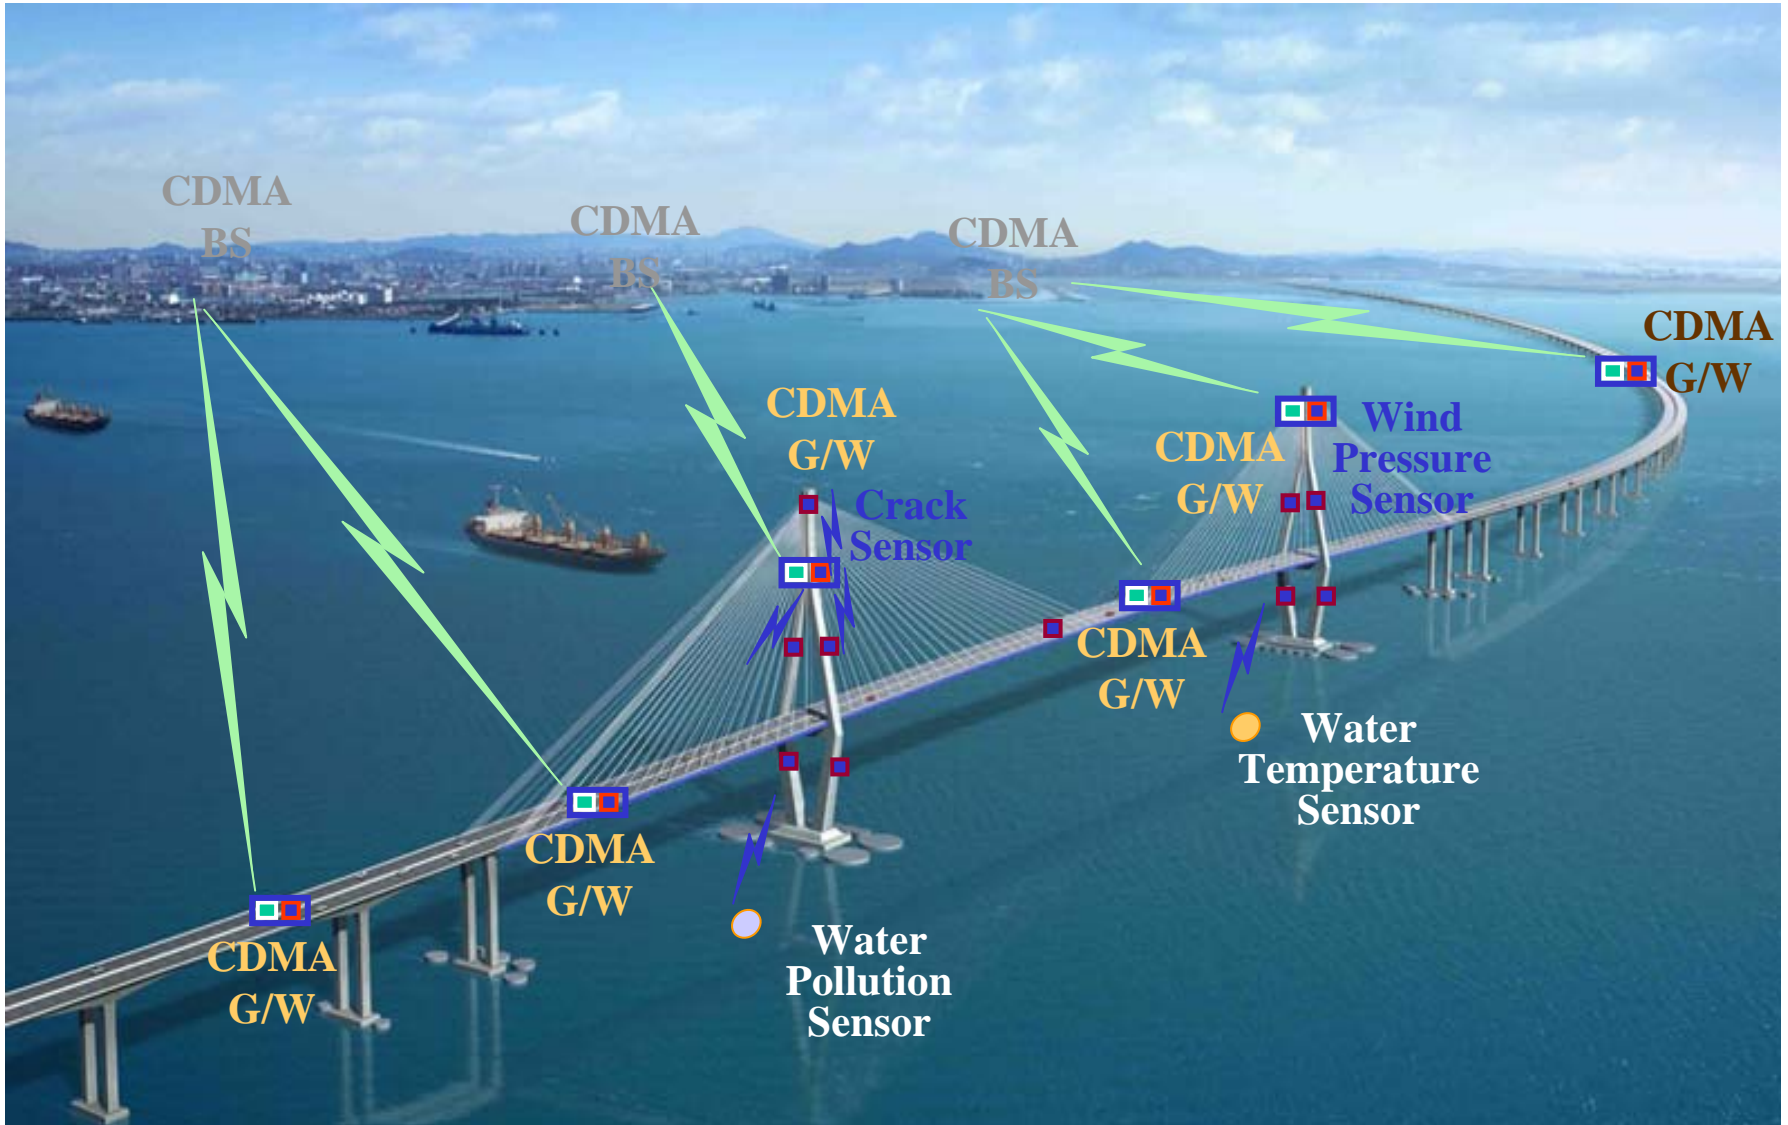 CDMA
BS
CDMA
BS
CDMA
BS
CDMA
G/W
CDMA
G/W
Crack
Sensor
CDMA
G/W
Wind
Pressure
Sensor
CDMA
G/W
Water
Temperature
Sensor
CDMA
G/W
CDMA
G/W
Water
Pollution
Sensor